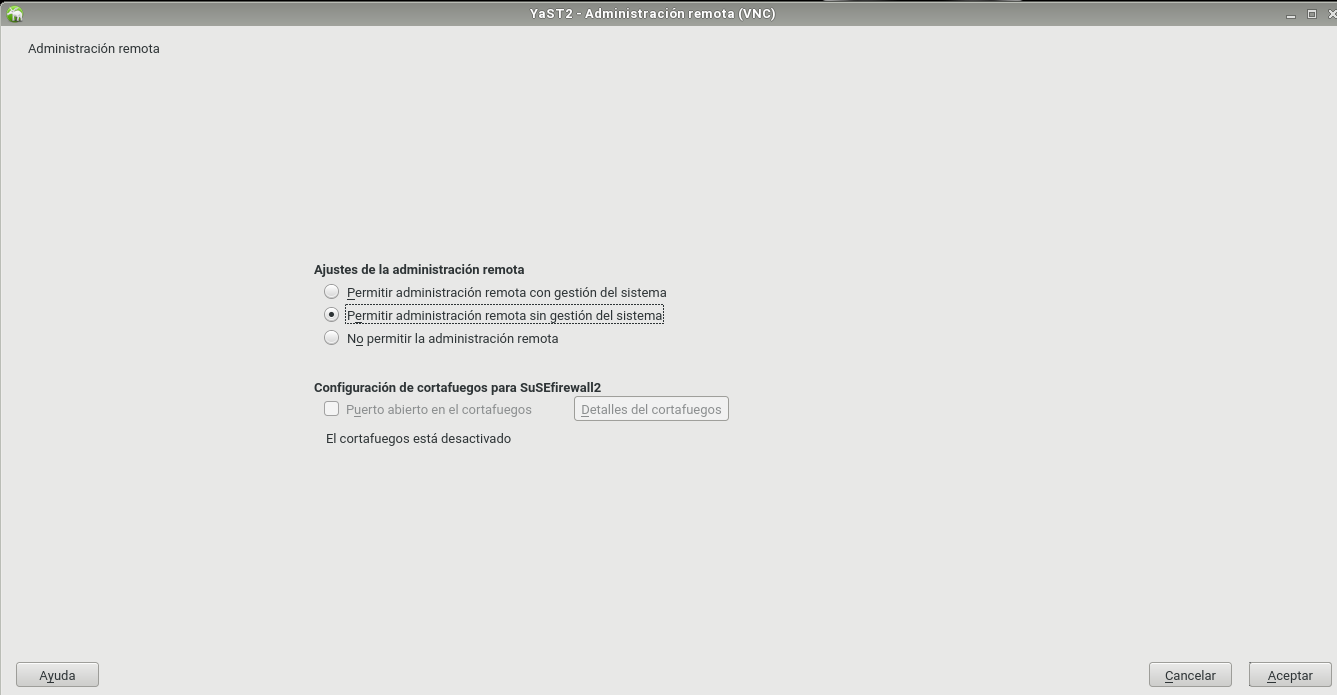 YaST2 - Administración remota (VNC)
Administración remota
Ajustes de la administración remota
Permitir administración remota con gestión del sistema
Permitir administración remota sin gestión del sistema
No permitir la administración remota
Configuración de cortafuegos para SuSEfirewall2
Puerto abierto en el cortafuegos Detalles del cortafuegos
El cortafuegos está desactivado
Ayuda Cancelar Aceptar